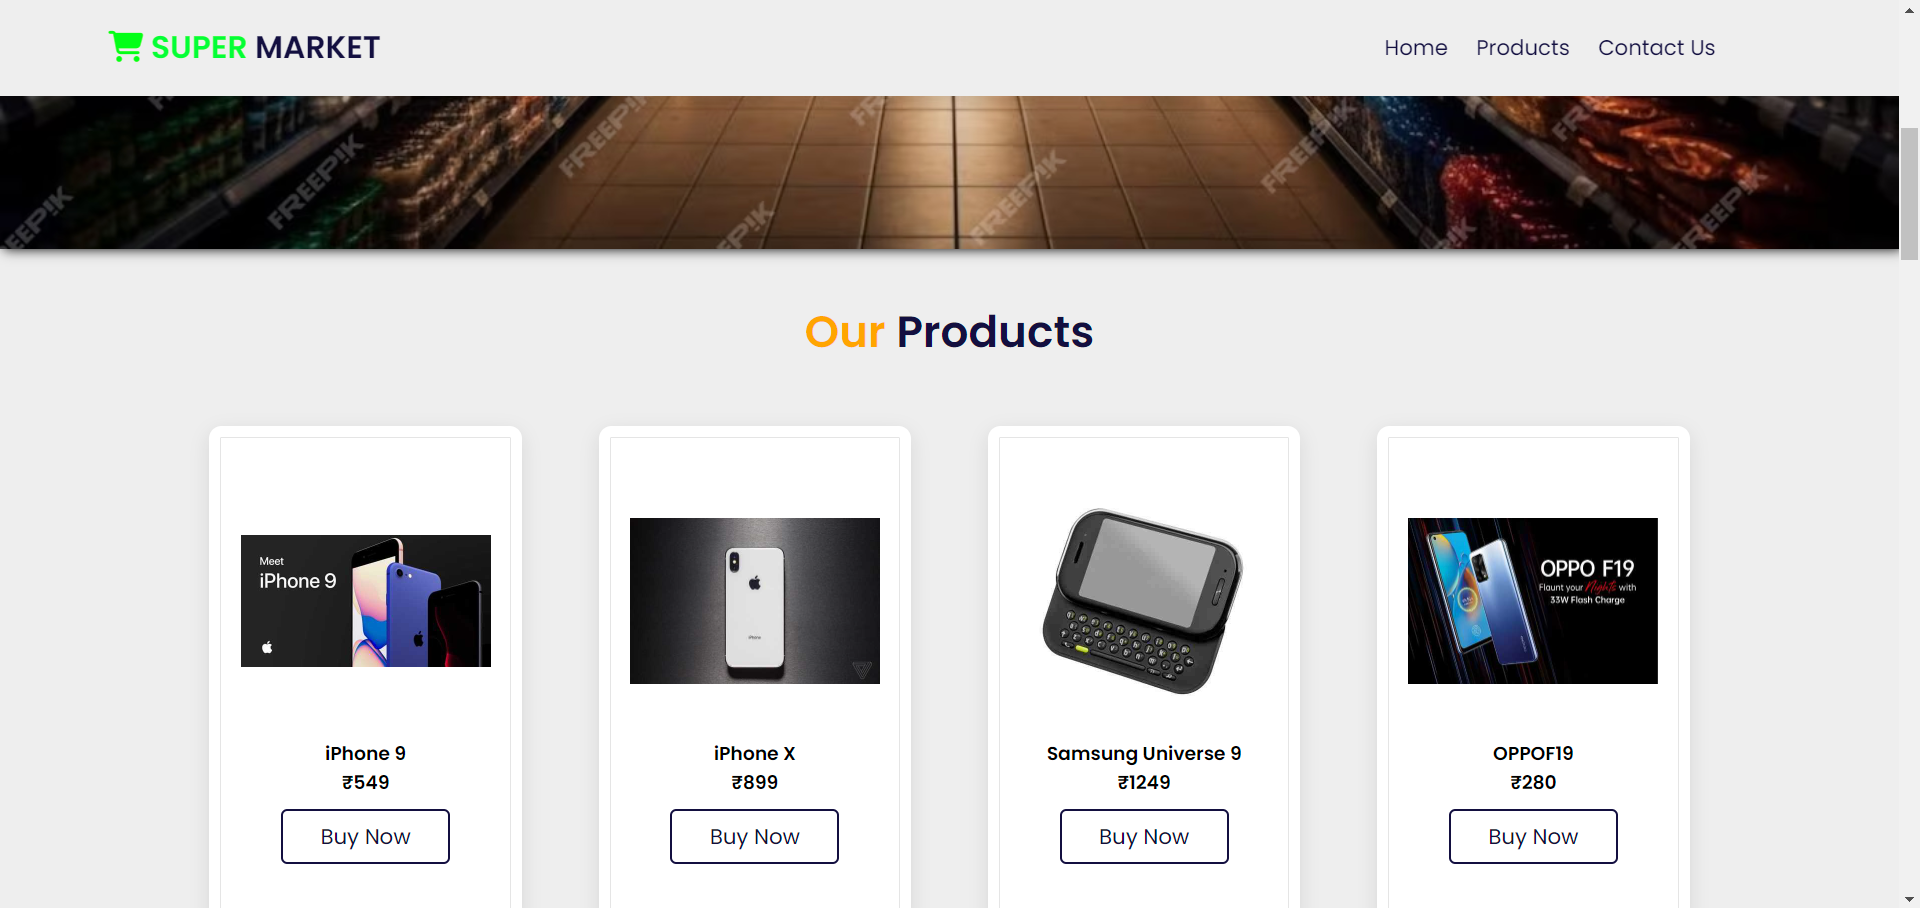 SUPER MARKET
Home Products Contact Us
FREEPIK FREEPIK FREEPIK FREEPIK
FREEPIK FREEPIK
Our Products
Meet
iPhone 9
iPhone
OPPO F19
Flaunt your Nights with
33W Flash Charge
iPhone 9
₹549
Buy Now
iPhone X
₹899
Buy Now
Samsung Universe 9
₹1249
Buy Now
OPPOF19
₹280
Buy Now